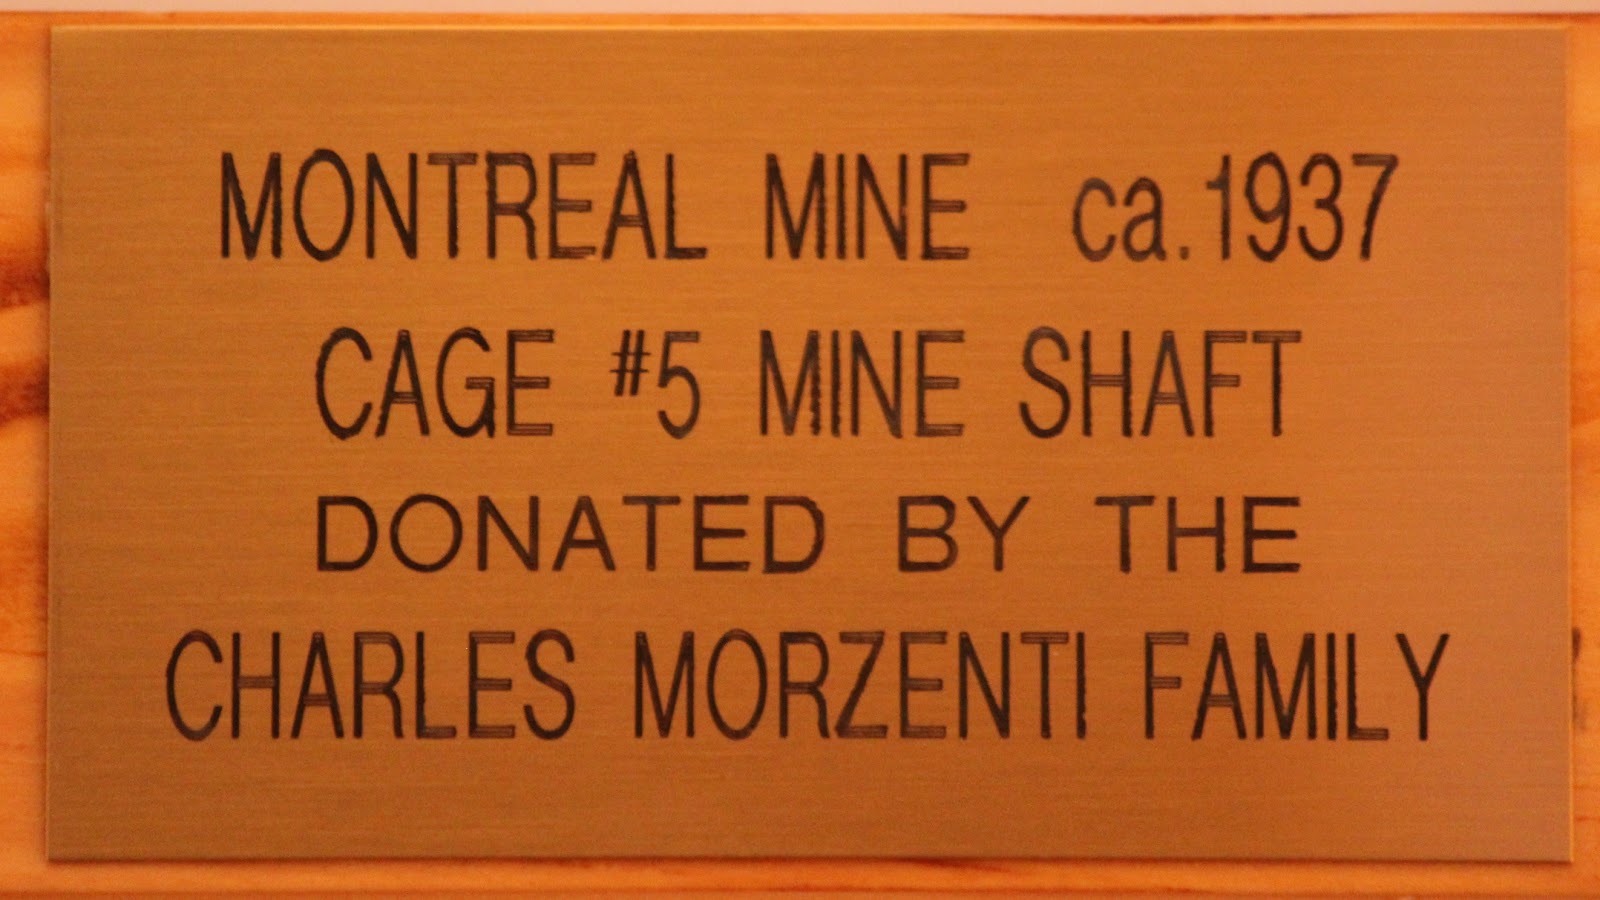 MONTREAL MINE ca. 1937
CAGE #5 MINE SHAFT
DONATED BY THE
CHARLES MORZENTI FAMILY